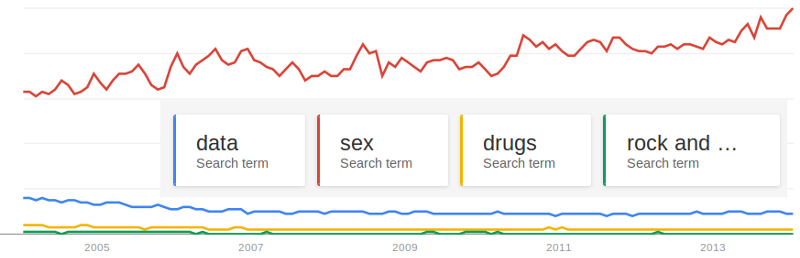 data
Search term
sex
Search term
drugs
Search term
rock and ...
Search term
2005
2007
2009
2011
2013